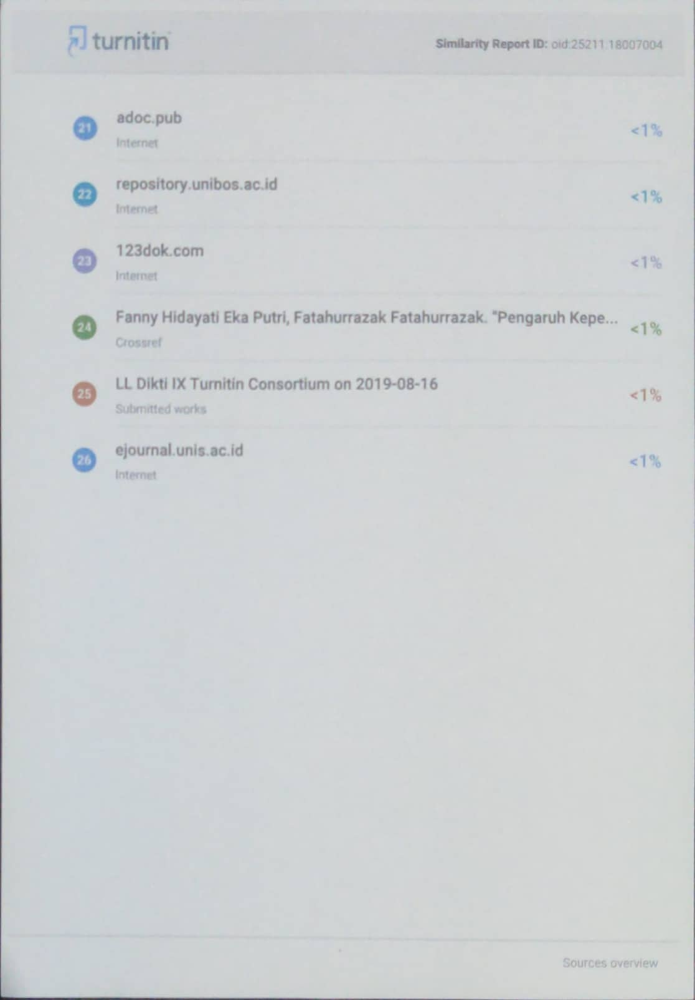 turnitin
Similarity Report ID: oid:25211:18007004
21
adoc.pub
Internet
<1%
22
repository.unibos.ac.id
Internet
<1%
23
123dok.com
Internet
<1%
24
Fanny Hidayati Eka Putri, Fatahurrazak Fatahurrazak. "Pengaruh Kepe...
Crossref
<1%
25
LL Dikti IX Turnitin Consortium on 2019-08-16
Submitted works
<1%
26
ejournal.unis.ac.id
Internet
<1%
Sources overview